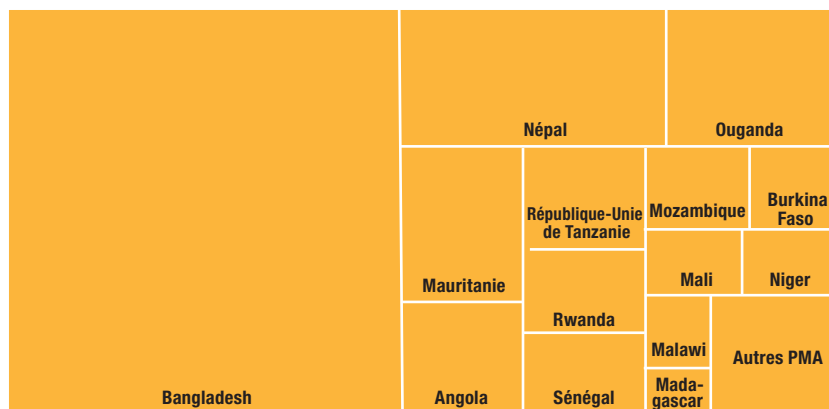 Népal
Ouganda
République-Unie
de Tanzanie
Mozambique
Burkina
Faso
Mauritanie
Mali
Niger
Rwanda
Malawi
Autres PMA
Bangladesh
Angola
Sénégal
Mada-
gascar